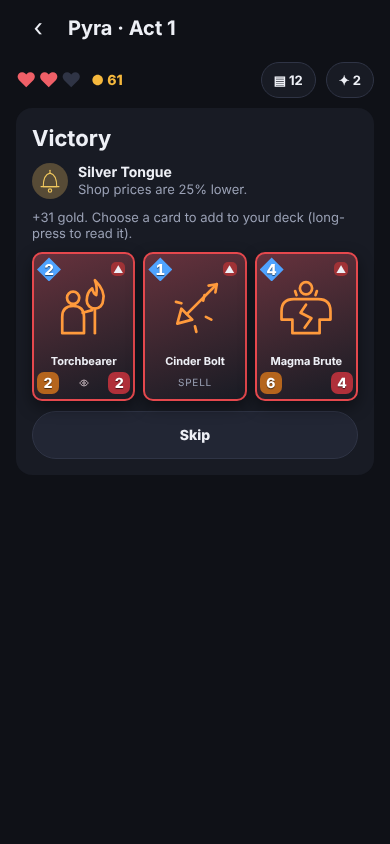 Pyra · Act 1
61
12
2
Victory
Silver Tongue
Shop prices are 25% lower.
+31 gold. Choose a card to add to your deck (long-
press to read it).
2
1
4
Torchbearer
Cinder Bolt
Magma Brute
2
2
SPELL
6
4
Skip